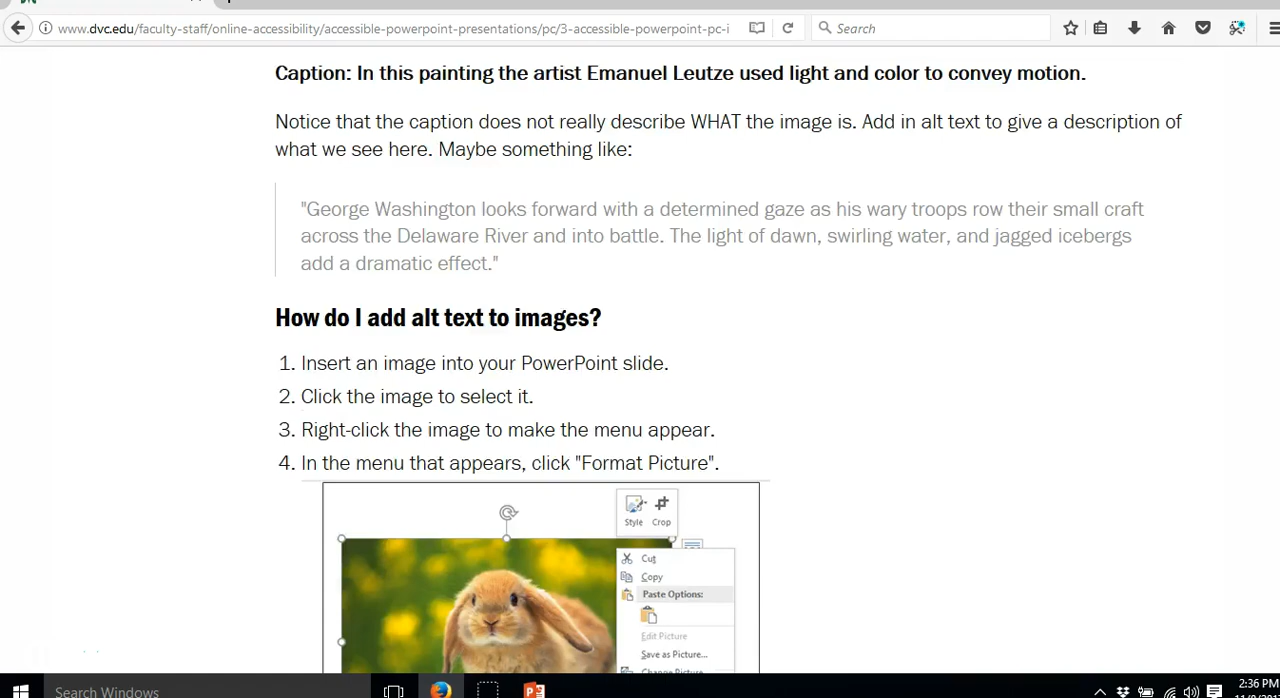 www.dvc.edu/faculty-staff/online-accessibility/accessible-powerpoint-presentations/pc/3-accessible-powerpoint-pc-i
Search
Caption: In this painting the artist Emanuel Leutze used light and color to convey motion.
Notice that the caption does not really describe WHAT the image is. Add in alt text to give a description of
what we see here. Maybe something like:
"George Washington looks forward with a determined gaze as his wary troops row their small craft
across the Delaware River and into battle. The light of dawn, swirling water, and jagged icebergs
add a dramatic effect."
How do I add alt text to images?
1. Insert an image into your PowerPoint slide.
2. Click the image to select it.
3. Right-click the image to make the menu appear.
4. In the menu that appears, click "Format Picture".
Style Crop
Cut
Copy
Paste Options:
Edit Picture
Save as Picture...
Change Picture
Search Windows
2:36 PM